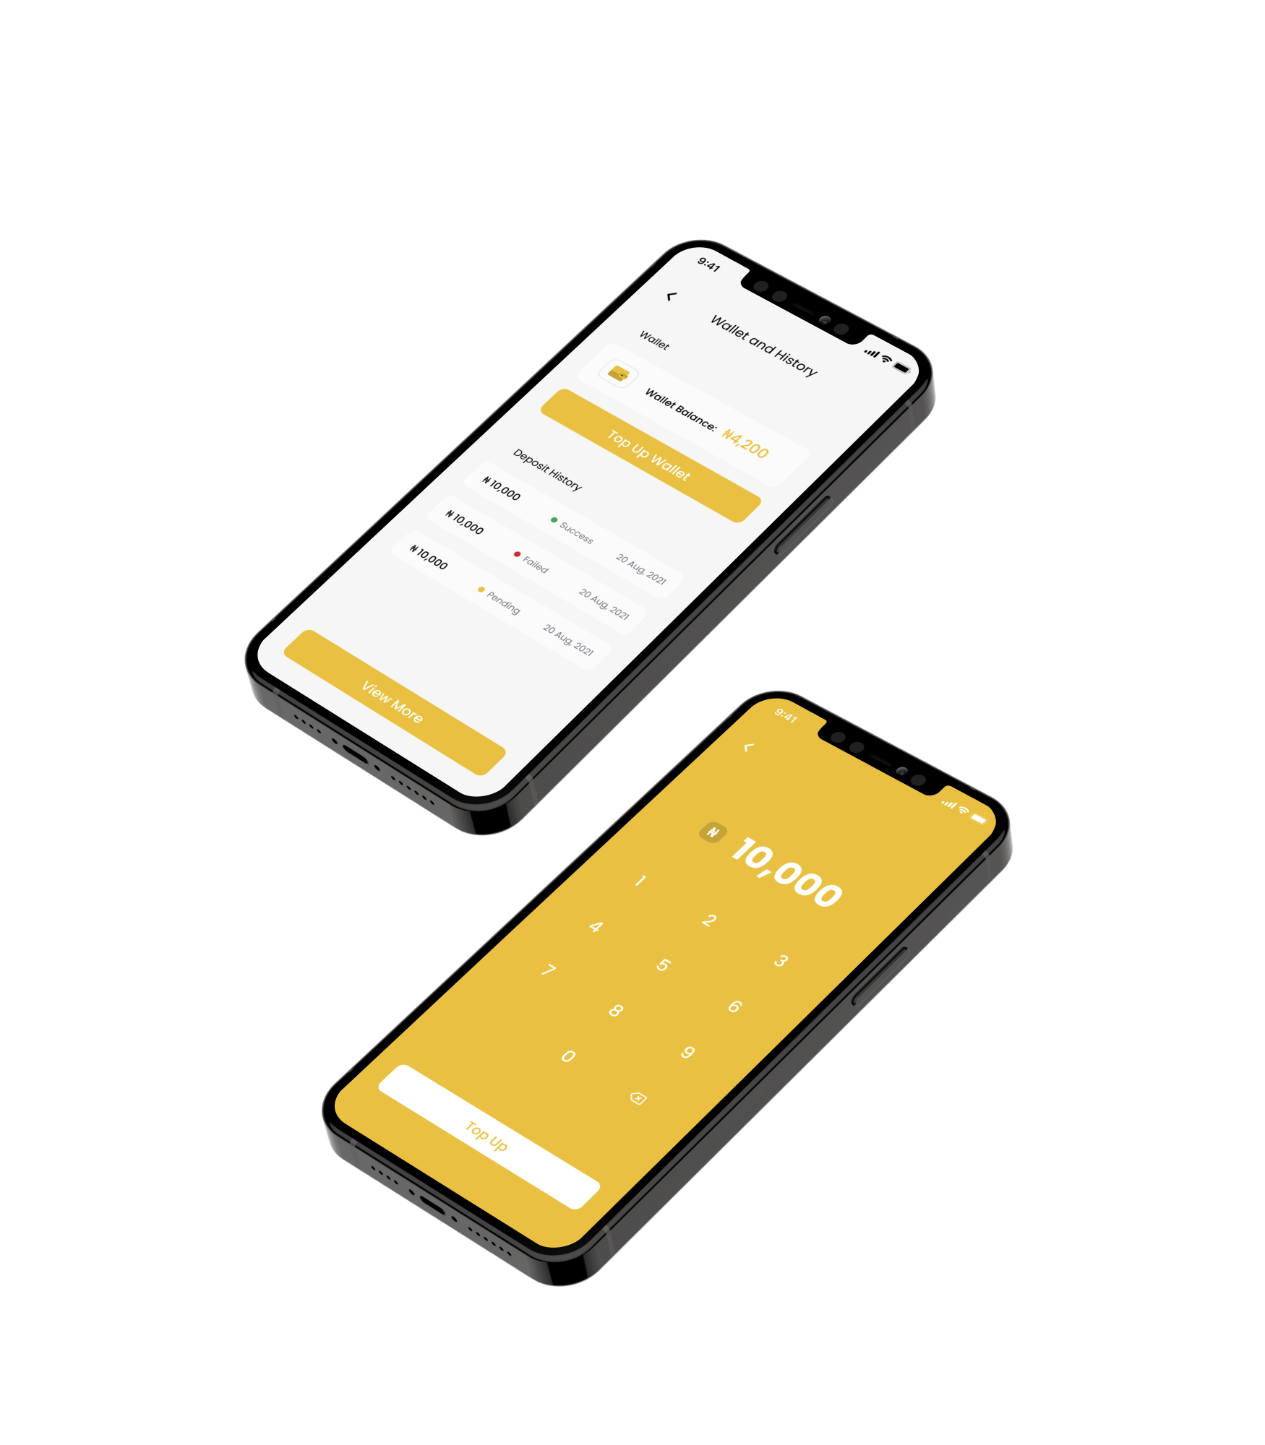 9:41
Wallet and History
Wallet
Wallet Balance: ₦4,200
Top Up Wallet
Deposit History
₦10,000 Success 20 Aug, 2021
₦10,000 Failed 20 Aug, 2021
₦10,000 Pending 20 Aug, 2021
View More
9:41
₦ 10,000
1 2 3
4 5 6
7 8 9
0
Top Up